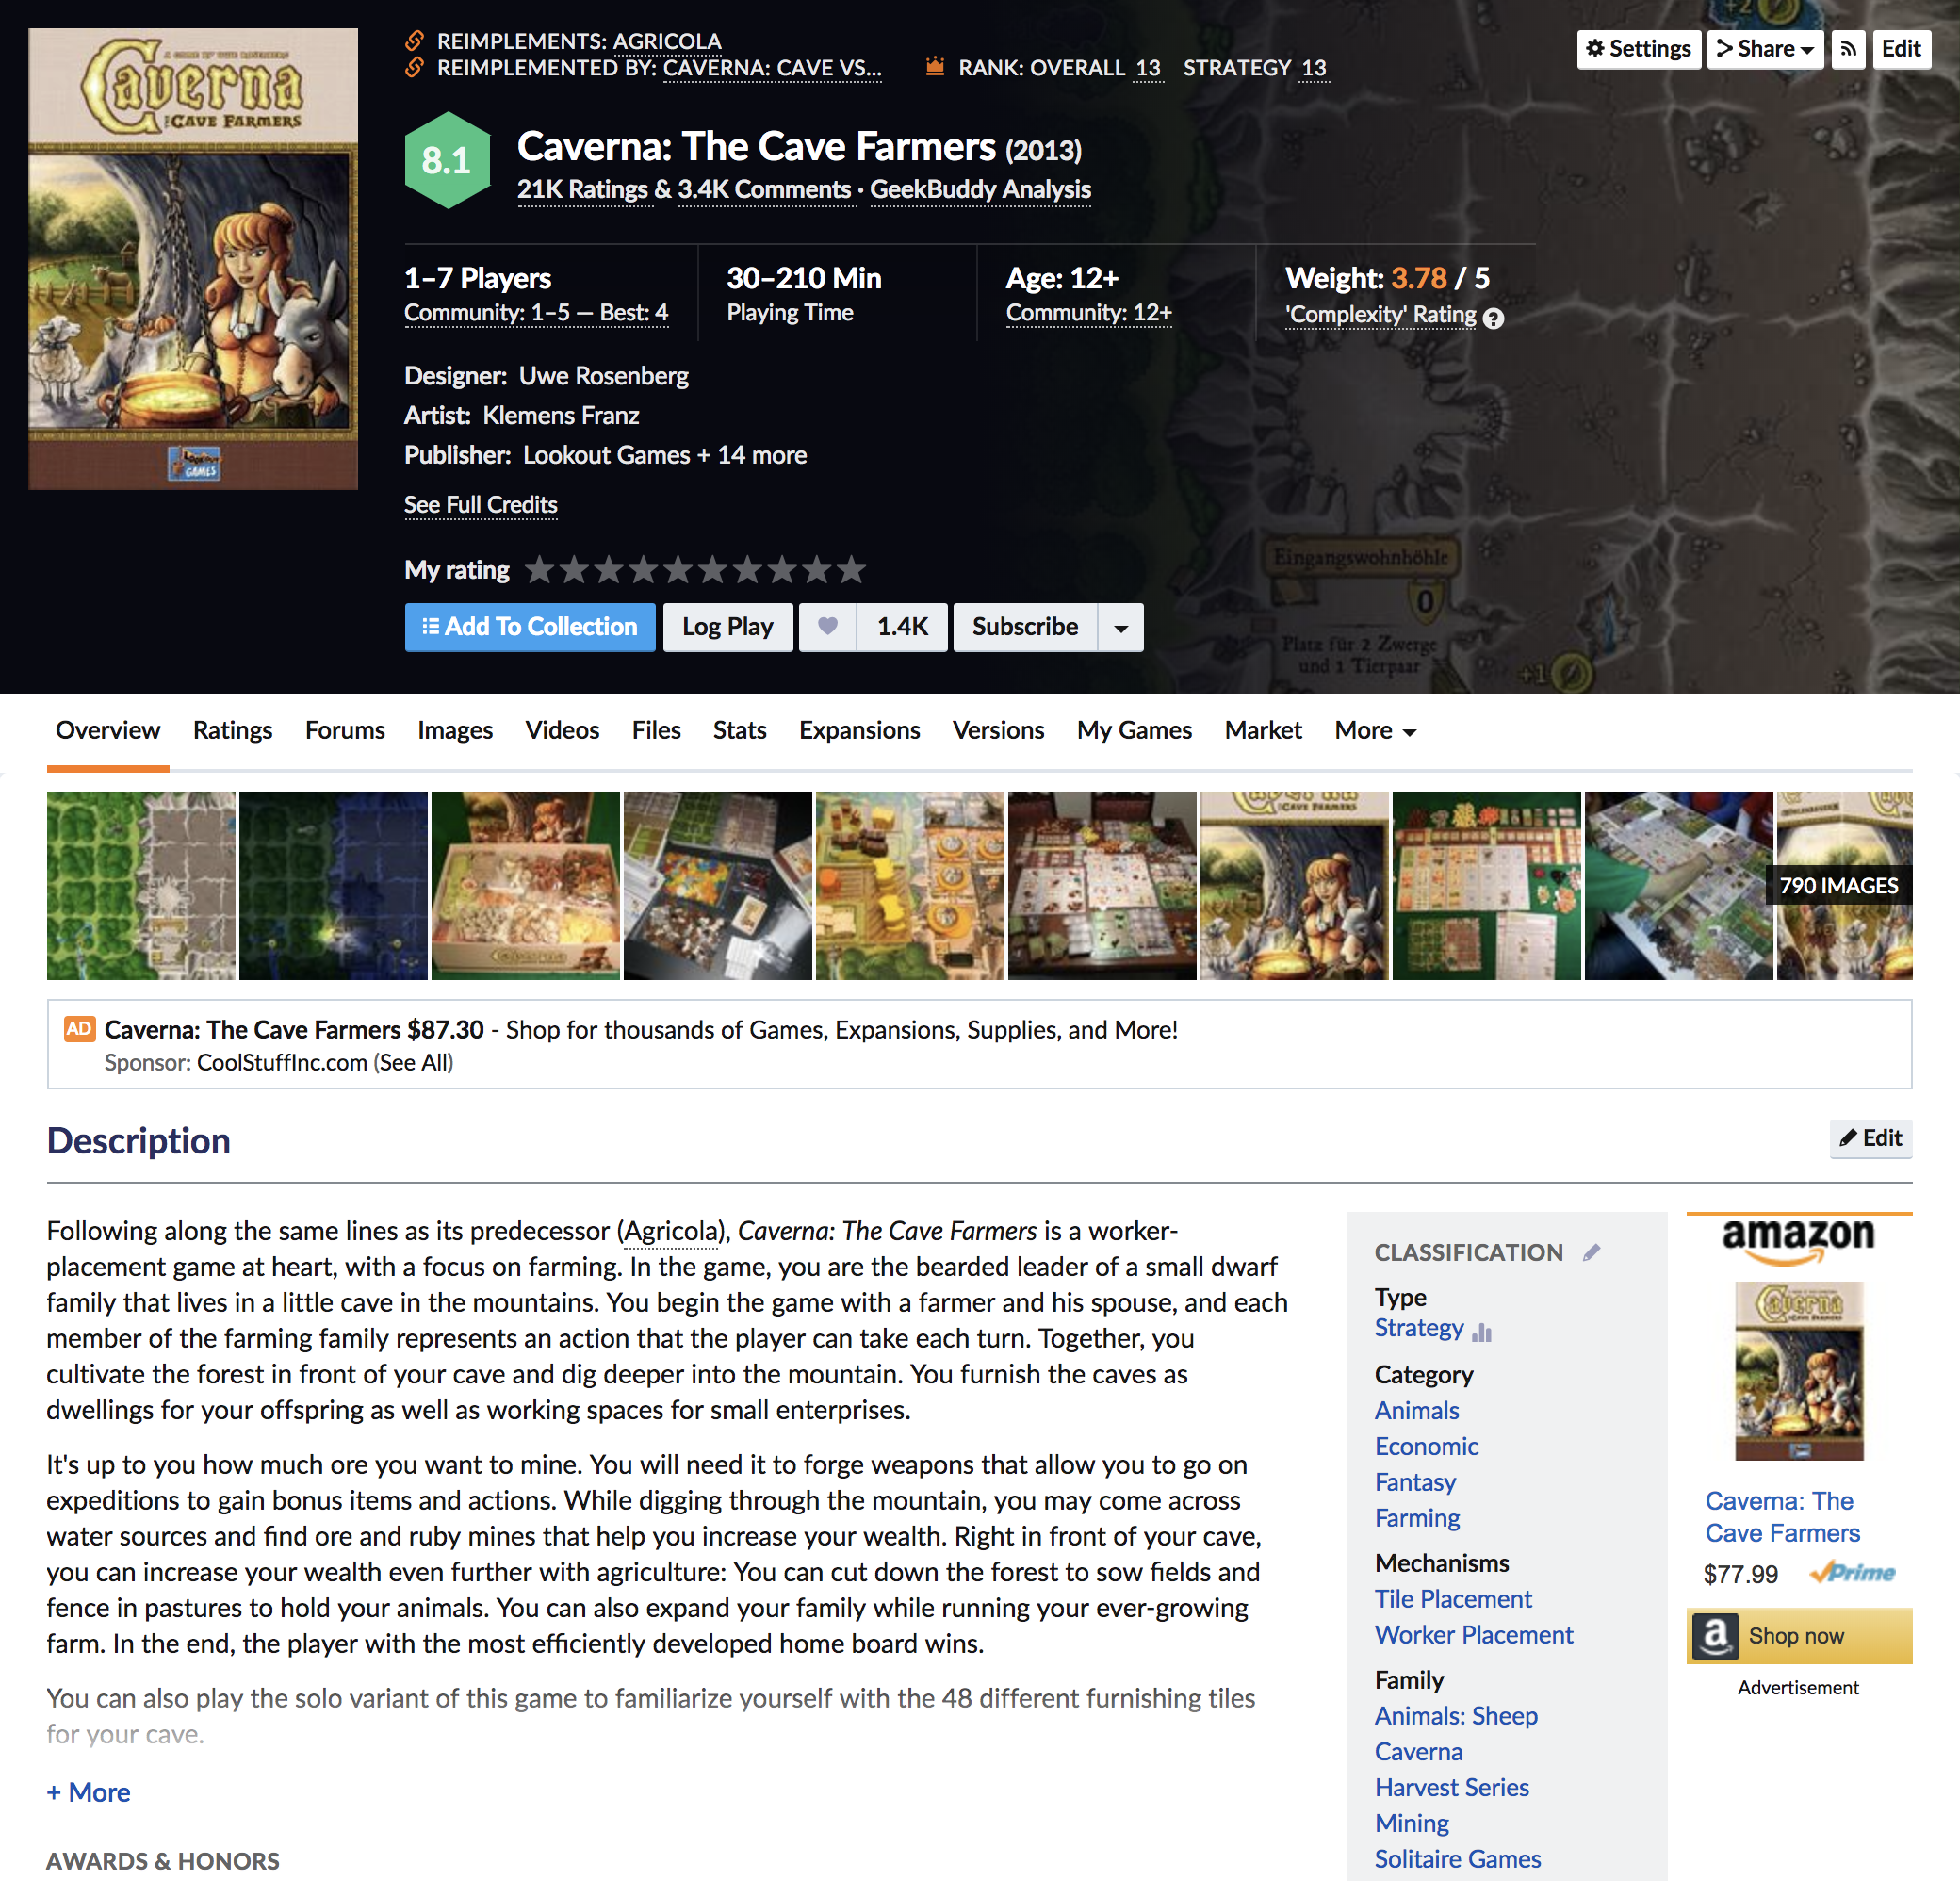 A GAME BY UWE ROSENBERG
Caverna
THE CAVE FARMERS
LOOKOUT
GAMES
REIMPLEMENTS: AGRICOLA
REIMPLEMENTED BY: CAVERNA: CAVE VS...
RANK: OVERALL 13 STRATEGY 13
Settings
Share
Edit
+2
8.1
Caverna: The Cave Farmers (2013)
21K Ratings & 3.4K Comments · GeekBuddy Analysis
1–7 Players
Community: 1–5 — Best: 4
30–210 Min
Playing Time
Age: 12+
Community: 12+
Weight: 3.78 / 5
'Complexity' Rating ?
Designer: Uwe Rosenberg
Artist: Klemens Franz
Publisher: Lookout Games + 14 more
See Full Credits
My rating
Add To Collection
Log Play
1.4K
Subscribe
Eingangswohnhöhle
0
Platz für 2 Zwerge
und 1 Tierpaar
+1
Overview
Ratings
Forums
Images
Videos
Files
Stats
Expansions
Versions
My Games
Market
More
CAVE FARMERS
790 IMAGES
AD Caverna: The Cave Farmers $87.30 - Shop for thousands of Games, Expansions, Supplies, and More!
Sponsor: CoolStuffInc.com (See All)
Description
Edit
Following along the same lines as its predecessor (Agricola), Caverna: The Cave Farmers is a worker-
placement game at heart, with a focus on farming. In the game, you are the bearded leader of a small dwarf
family that lives in a little cave in the mountains. You begin the game with a farmer and his spouse, and each
member of the farming family represents an action that the player can take each turn. Together, you
cultivate the forest in front of your cave and dig deeper into the mountain. You furnish the caves as
dwellings for your offspring as well as working spaces for small enterprises.
It's up to you how much ore you want to mine. You will need it to forge weapons that allow you to go on
expeditions to gain bonus items and actions. While digging through the mountain, you may come across
water sources and find ore and ruby mines that help you increase your wealth. Right in front of your cave,
you can increase your wealth even further with agriculture: You can cut down the forest to sow fields and
fence in pastures to hold your animals. You can also expand your family while running your ever-growing
farm. In the end, the player with the most efficiently developed home board wins.
You can also play the solo variant of this game to familiarize yourself with the 48 different furnishing tiles
for your cave.
+ More
AWARDS & HONORS
CLASSIFICATION
Type
Strategy
Category
Animals
Economic
Fantasy
Farming
Mechanisms
Tile Placement
Worker Placement
Family
Animals: Sheep
Caverna
Harvest Series
Mining
Solitaire Games
amazon
Caverna
THE CAVE FARMERS
Caverna: The
Cave Farmers
$77.99 Prime
a Shop now
Advertisement